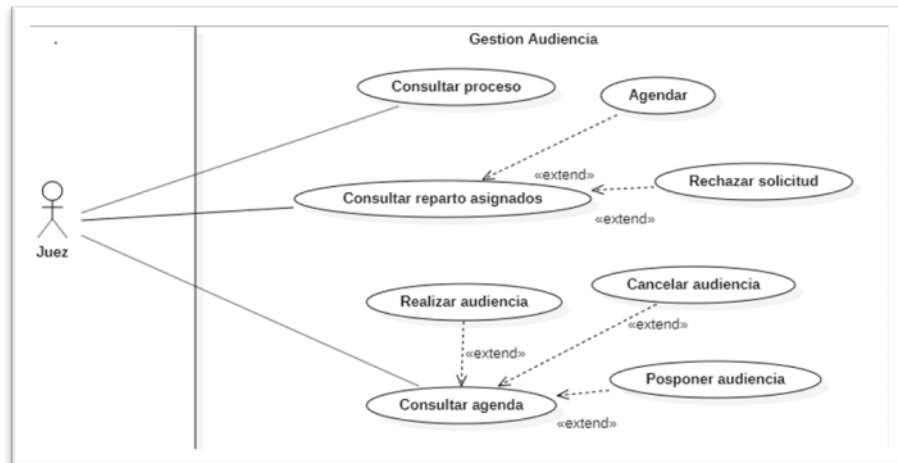 Gestion Audiencia
Consultar proceso
Agendar
«extend»
Rechazar solicitud
Consultar reparto asignados
«extend»
Juez
Cancelar audiencia
Realizar audiencia
«extend»
«extend»
Posponer audiencia
Consultar agenda
«extend»